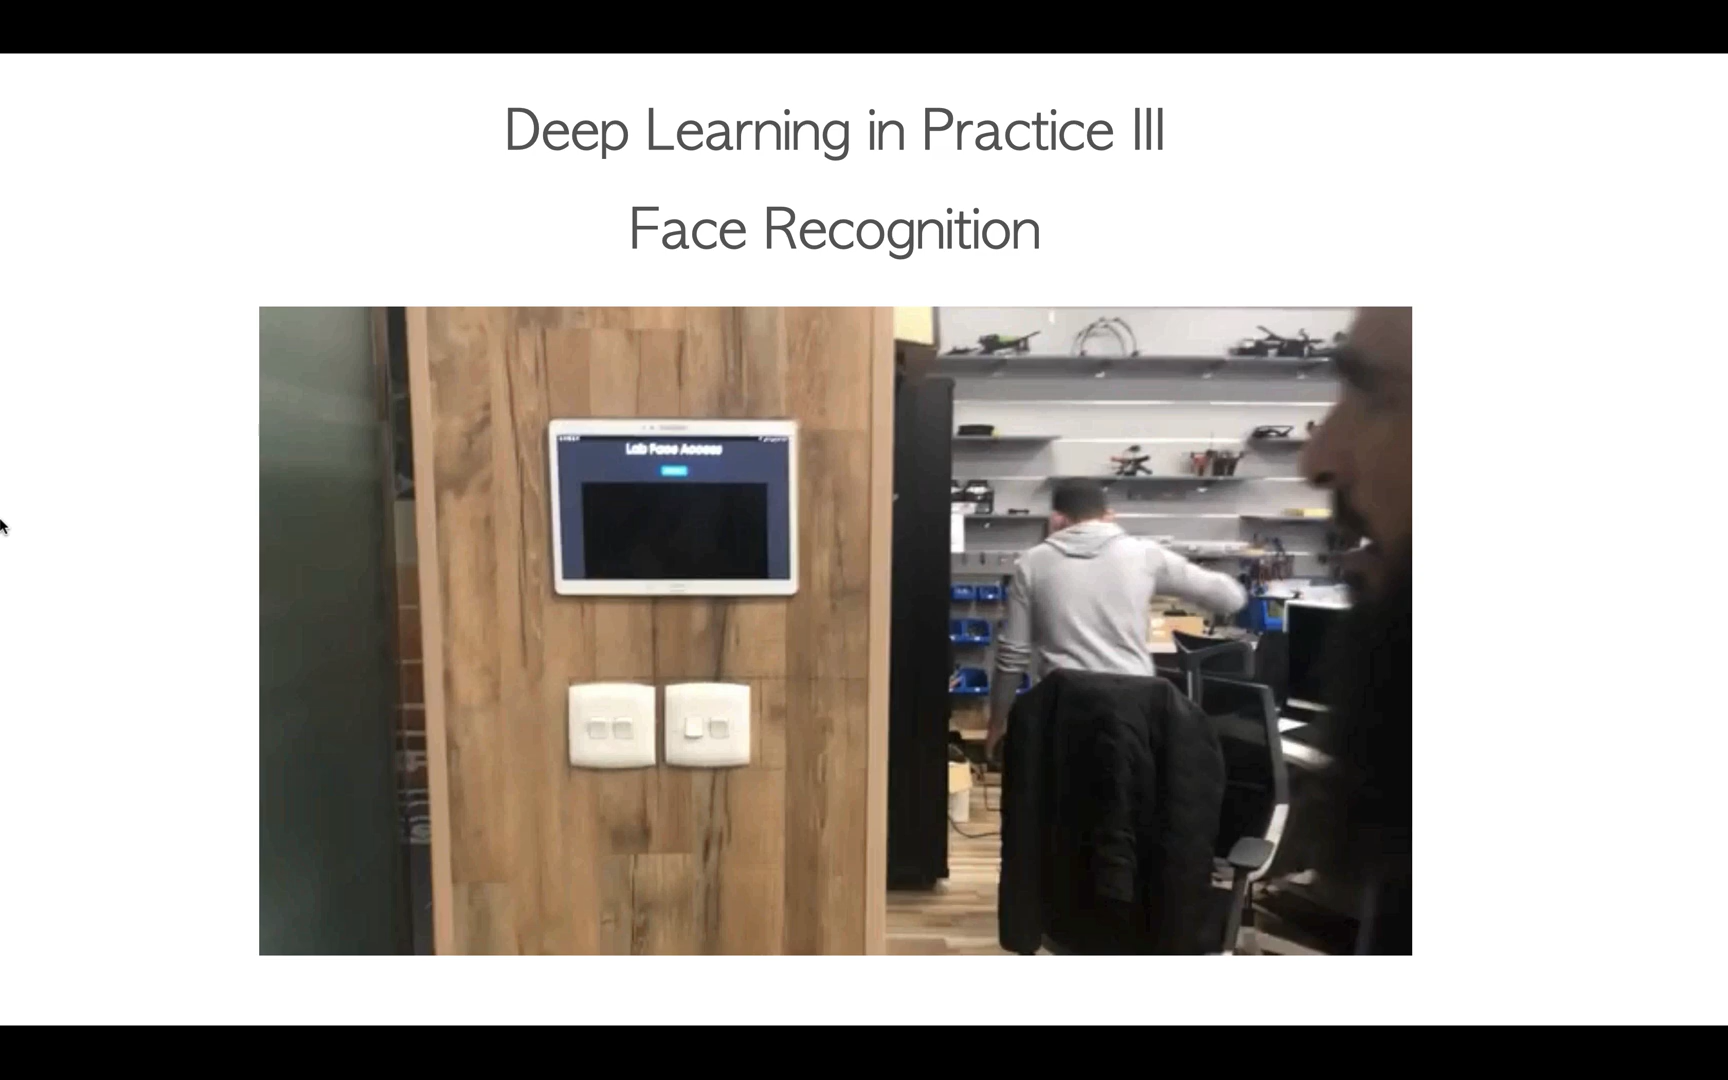 Deep Learning in Practice III
Face Recognition
Lab Face Access